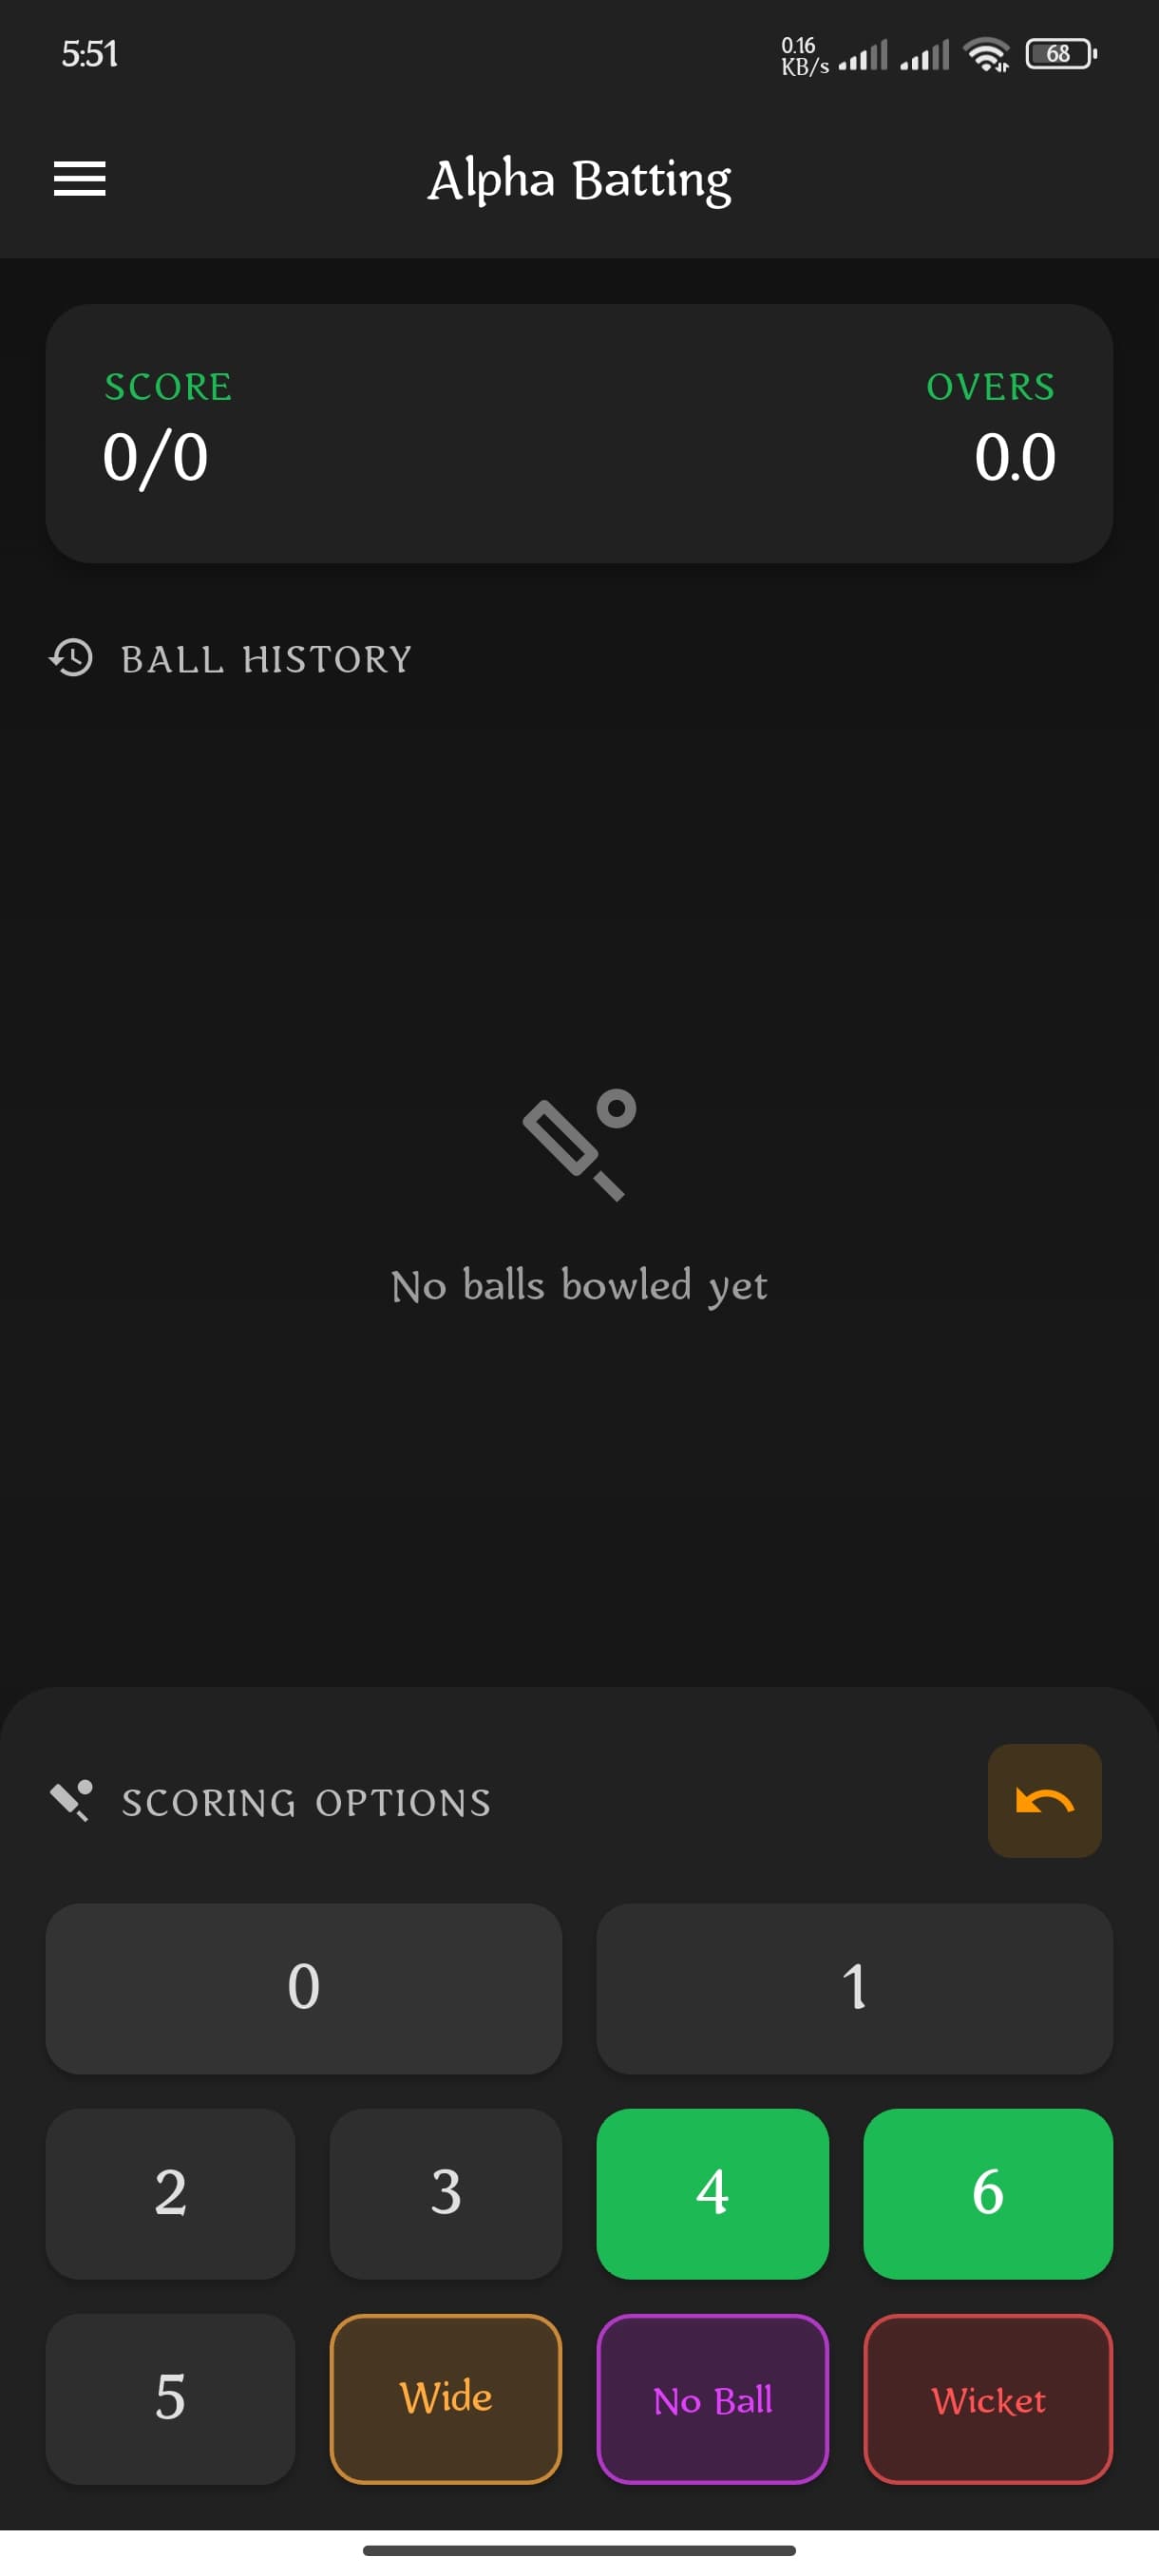 5:51
0.16
KB/s
68
Alpha Batting
SCORE
OVERS
0/0
0.0
BALL HISTORY
No balls bowled yet
SCORING OPTIONS
0
1
2
3
4
6
5
Wide
No Ball
Wicket